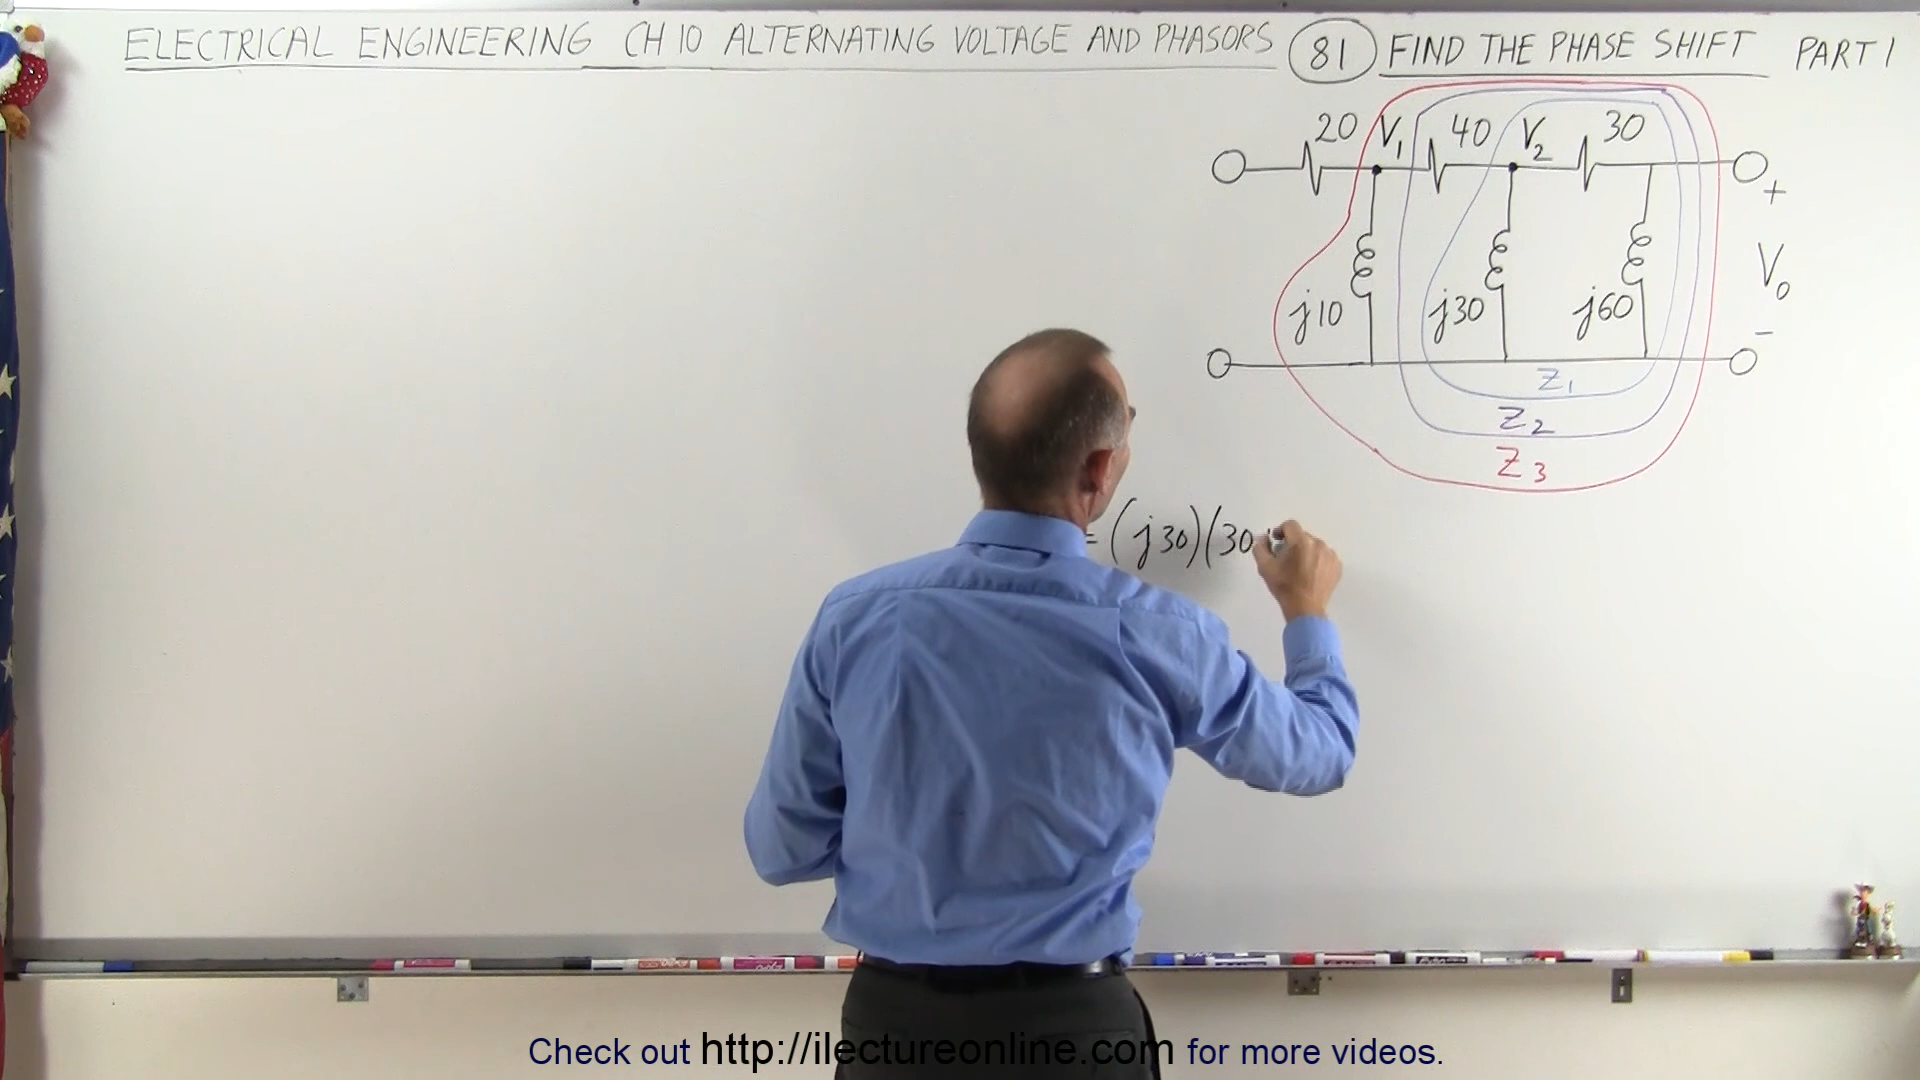 ELECTRICAL ENGINEERING CH 10 ALTERNATING VOLTAGE AND PHASORS 81 FIND THE PHASE SHIFT PART 1
20 V1 40 V2 30
+
j10 j30 j60 V0
-
Z1
Z2
Z3
= (j30)(30
Check out http://ilectureonline.com for more videos.